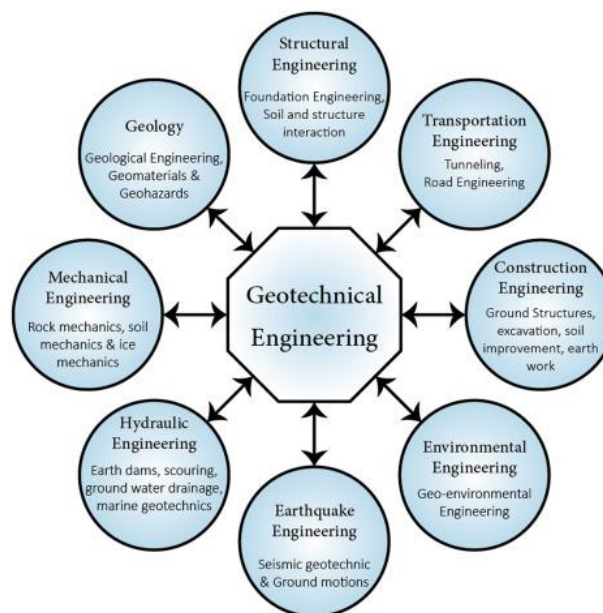 Structural
Engineering
Foundation Engineering,
Soil and structure
interaction
Transportation
Engineering
Tunneling,
Road Engineering
Construction
Engineering
Ground Structures,
excavation, soil
improvement, earth
work
Environmental
Engineering
Geo-environmental
Engineering
Earthquake
Engineering
Seismic geotechnic
& Ground motions
Hydraulic
Engineering
Earth dams, scouring,
ground water drainage,
marine geotechnics
Mechanical
Engineering
Rock mechanics, soil
mechanics & ice
mechanics
Geology
Geological Engineering,
Geomaterials &
Geohazards
Geotechnical
Engineering